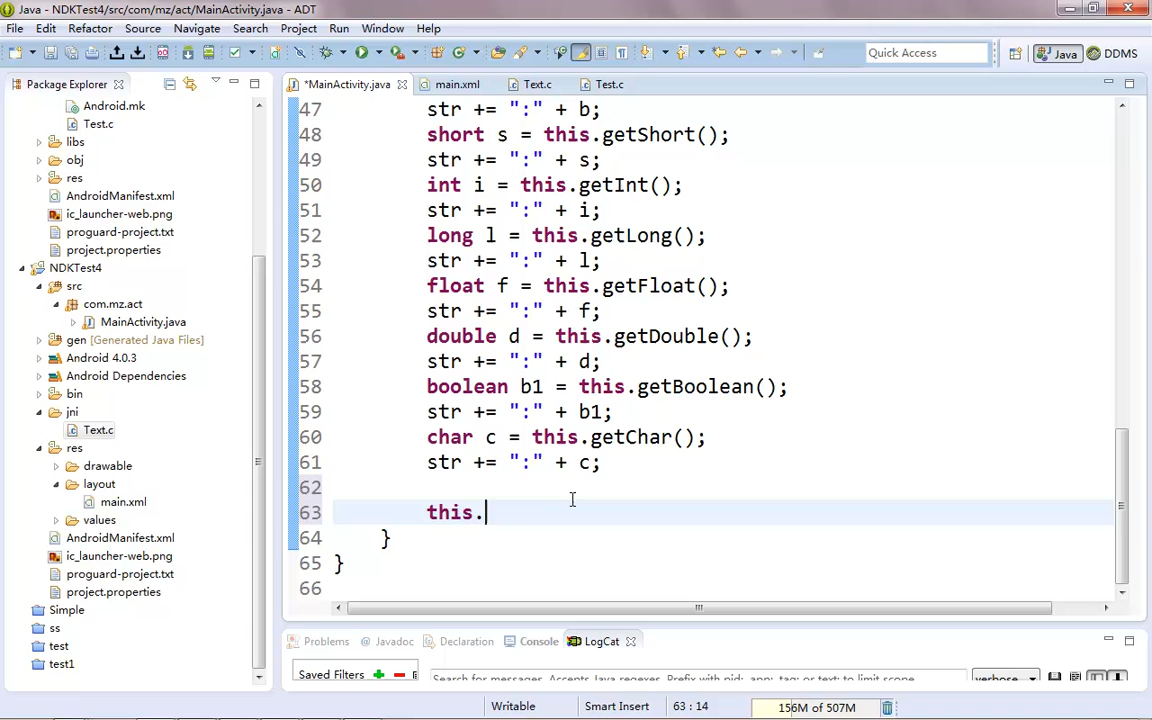 Java - NDKTest4/src/com/mz/act/MainActivity.java - ADT
File Edit Refactor Source Navigate Search Project Run Window Help
Quick Access
Java
DDMS
Package Explorer
*MainActivity.java
main.xml
Text.c
Test.c
Android.mk
Test.c
libs
obj
res
AndroidManifest.xml
ic_launcher-web.png
proguard-project.txt
project.properties
NDKTest4
src
com.mz.act
MainActivity.java
gen [Generated Java Files]
Android 4.0.3
Android Dependencies
bin
jni
Text.c
res
drawable
layout
main.xml
values
AndroidManifest.xml
ic_launcher-web.png
proguard-project.txt
project.properties
Simple
ss
test
test1
47 str += ":" + b;
48 short s = this.getShort();
49 str += ":" + s;
50 int i = this.getInt();
51 str += ":" + i;
52 long l = this.getLong();
53 str += ":" + l;
54 float f = this.getFloat();
55 str += ":" + f;
56 double d = this.getDouble();
57 str += ":" + d;
58 boolean b1 = this.getBoolean();
59 str += ":" + b1;
60 char c = this.getChar();
61 str += ":" + c;
62
63 this.
64 }
65 }
66
Problems
Javadoc
Declaration
Console
LogCat
Saved Filters
Search for messages. Accepts Java regexes. Prefix with pid: app: tag: or text: to limit scope.
verbose
Writable
Smart Insert
63 : 14
156M of 507M